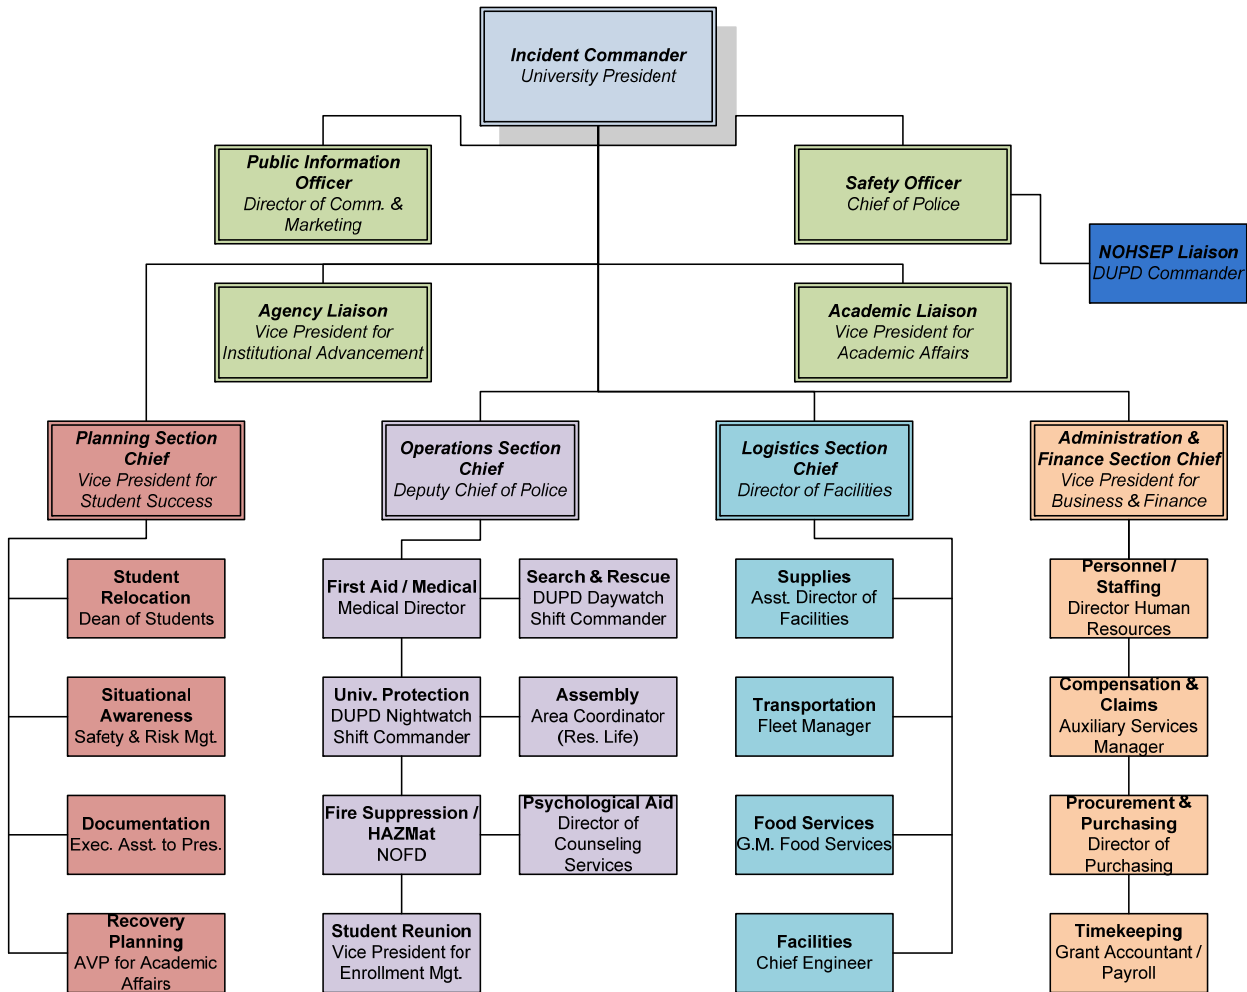 Incident Commander
University President
Public Information
Officer
Director of Comm. &
Marketing
Safety Officer
Chief of Police
NOHSEP Liaison
DUPD Commander
Agency Liaison
Vice President for
Institutional Advancement
Academic Liaison
Vice President for
Academic Affairs
Planning Section
Chief
Vice President for
Student Success
Operations Section
Chief
Deputy Chief of Police
Logistics Section
Chief
Director of Facilities
Administration &
Finance Section Chief
Vice President for
Business & Finance
Student
Relocation
Dean of Students
First Aid / Medical
Medical Director
Search & Rescue
DUPD Daywatch
Shift Commander
Supplies
Asst. Director of
Facilities
Personnel /
Staffing
Director Human
Resources
Situational
Awareness
Safety & Risk Mgt.
Univ. Protection
DUPD Nightwatch
Shift Commander
Assembly
Area Coordinator
(Res. Life)
Transportation
Fleet Manager
Compensation &
Claims
Auxiliary Services
Manager
Documentation
Exec. Asst. to Pres.
Fire Suppression /
HAZMat
NOFD
Psychological Aid
Director of
Counseling
Services
Food Services
G.M. Food Services
Procurement &
Purchasing
Director of
Purchasing
Recovery
Planning
AVP for Academic
Affairs
Student Reunion
Vice President for
Enrollment Mgt.
Facilities
Chief Engineer
Timekeeping
Grant Accountant /
Payroll